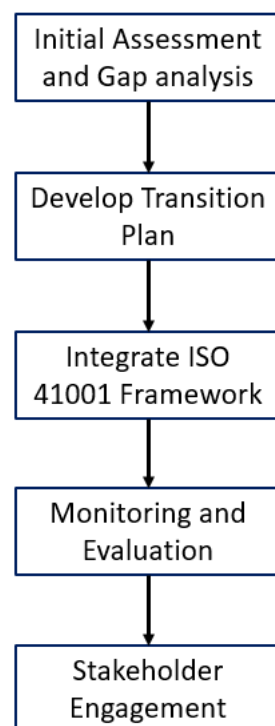 Initial Assessment
and Gap analysis
Develop Transition
Plan
Integrate ISO
41001 Framework
Monitoring and
Evaluation
Stakeholder
Engagement